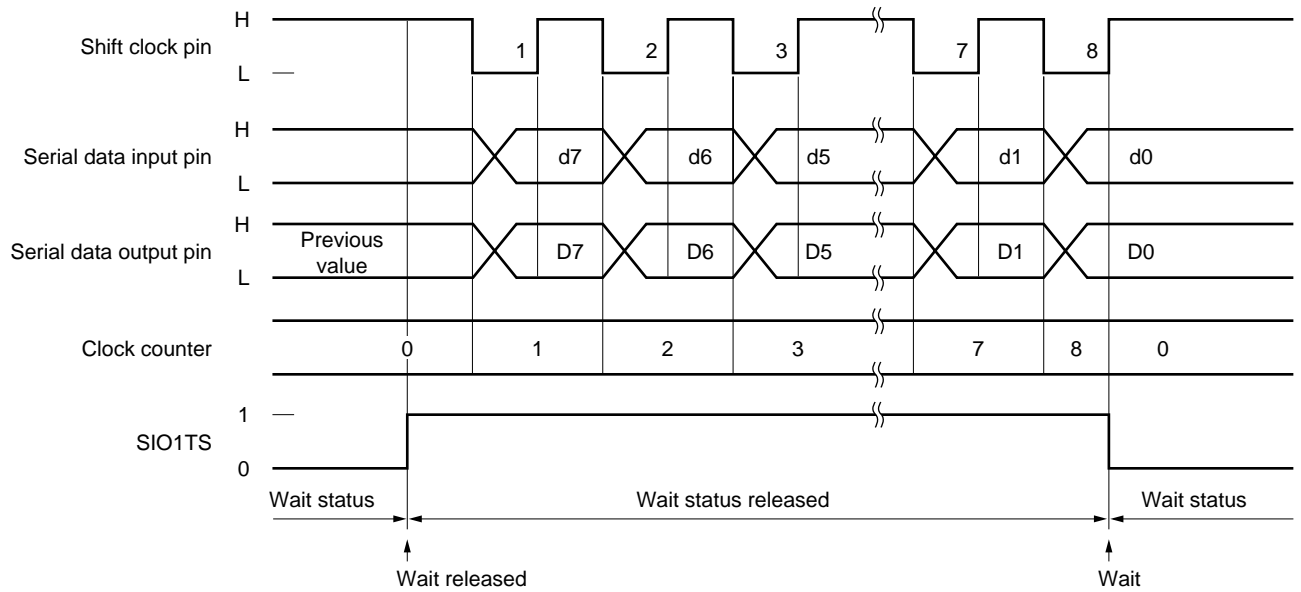 H
Shift clock pin
L
1 2 3 7 8
H
Serial data input pin
L
d7 d6 d5 d1 d0
H
Serial data output pin
L
Previous
value
D7 D6 D5 D1 D0
Clock counter
0 1 2 3 7 8 0
1
SIO1TS
0
Wait status Wait status released Wait status
Wait released Wait